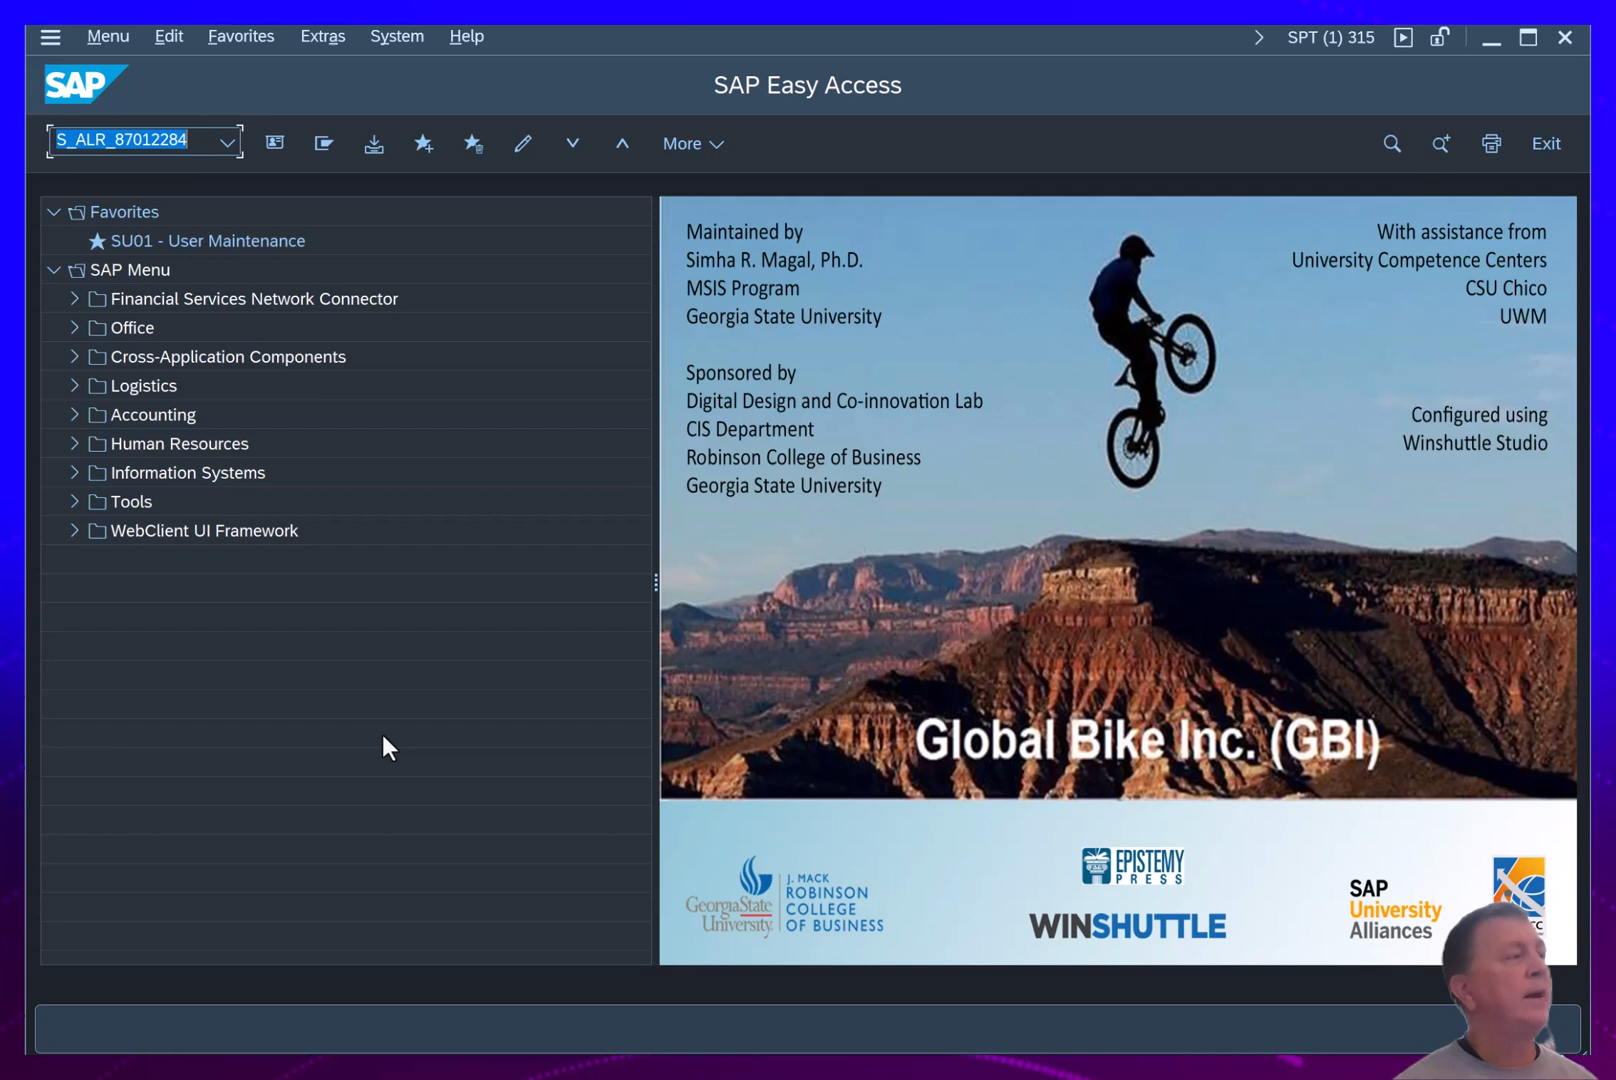 Menu Edit Favorites Extras System Help SPT (1) 315
SAP SAP Easy Access
S_ALR_87012284 More Exit
Favorites
SU01 - User Maintenance
SAP Menu
Financial Services Network Connector
Office
Cross-Application Components
Logistics
Accounting
Human Resources
Information Systems
Tools
WebClient UI Framework
Maintained by
Simha R. Magal, Ph.D.
MSIS Program
Georgia State University
Sponsored by
Digital Design and Co-innovation Lab
CIS Department
Robinson College of Business
Georgia State University
With assistance from
University Competence Centers
CSU Chico
UWM
Configured using
Winshuttle Studio
Global Bike Inc. (GBI)
GeorgiaState
University
J. MACK
ROBINSON
COLLEGE
OF BUSINESS
EPISTEMY
PRESS
WINSHUTTLE
SAP
University
Alliances